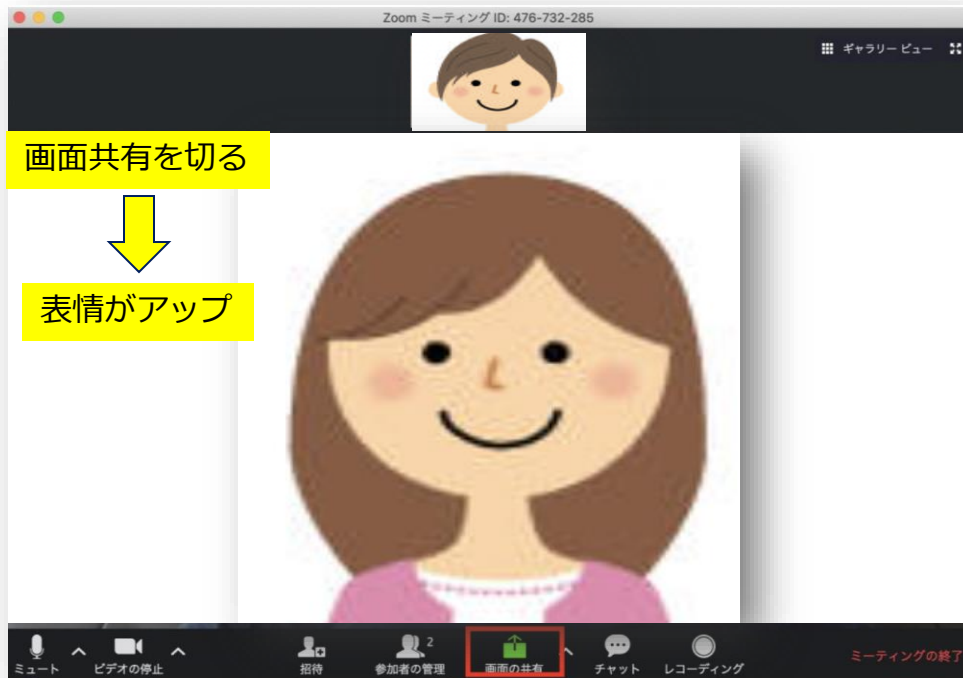 Zoom ミーティング ID: 476-732-285
ギャラリー ビュー
画面共有を切る
表情がアップ
2
ミュート
ビデオの停止
招待
参加者の管理
画面の共有
チャット
レコーディング
ミーティングの終了